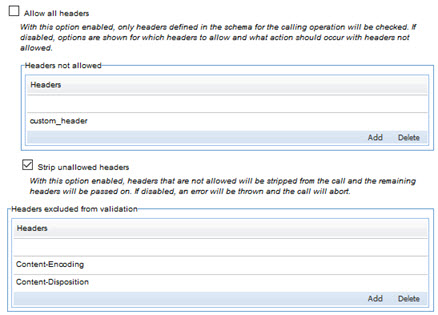 Allow all headers
With this option enabled, only headers defined in the schema for the calling operation will be checked. If
disabled, options are shown for which headers to allow and what action should occur with headers not
allowed.
Headers not allowed
Headers
custom_header
Add Delete
Strip unallowed headers
With this option enabled, headers that are not allowed will be stripped from the call and the remaining
headers will be passed on. If disabled, an error will be thrown and the call will abort.
Headers excluded from validation
Headers
Content-Encoding
Content-Disposition
Add Delete